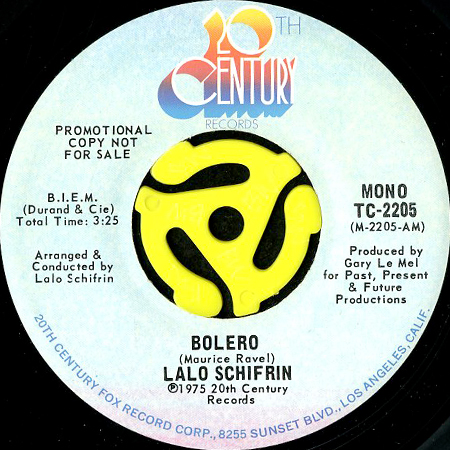 20TH
CENTURY
RECORDS
PROMOTIONAL
COPY NOT
FOR SALE
B.I.E.M.
(Durand & Cie)
Total Time: 3:25
Arranged &
Conducted by
Lalo Schifrin
MONO
TC-2205
(M-2205-AM)
Produced by
Gary Le Mel
for Past, Present
& Future
Productions
BOLERO
(Maurice Ravel)
LALO SCHIFRIN
℗1975 20th Century
Records
20TH CENTURY FOX RECORD CORP., 8255 SUNSET BLVD., LOS ANGELES, CALIF.